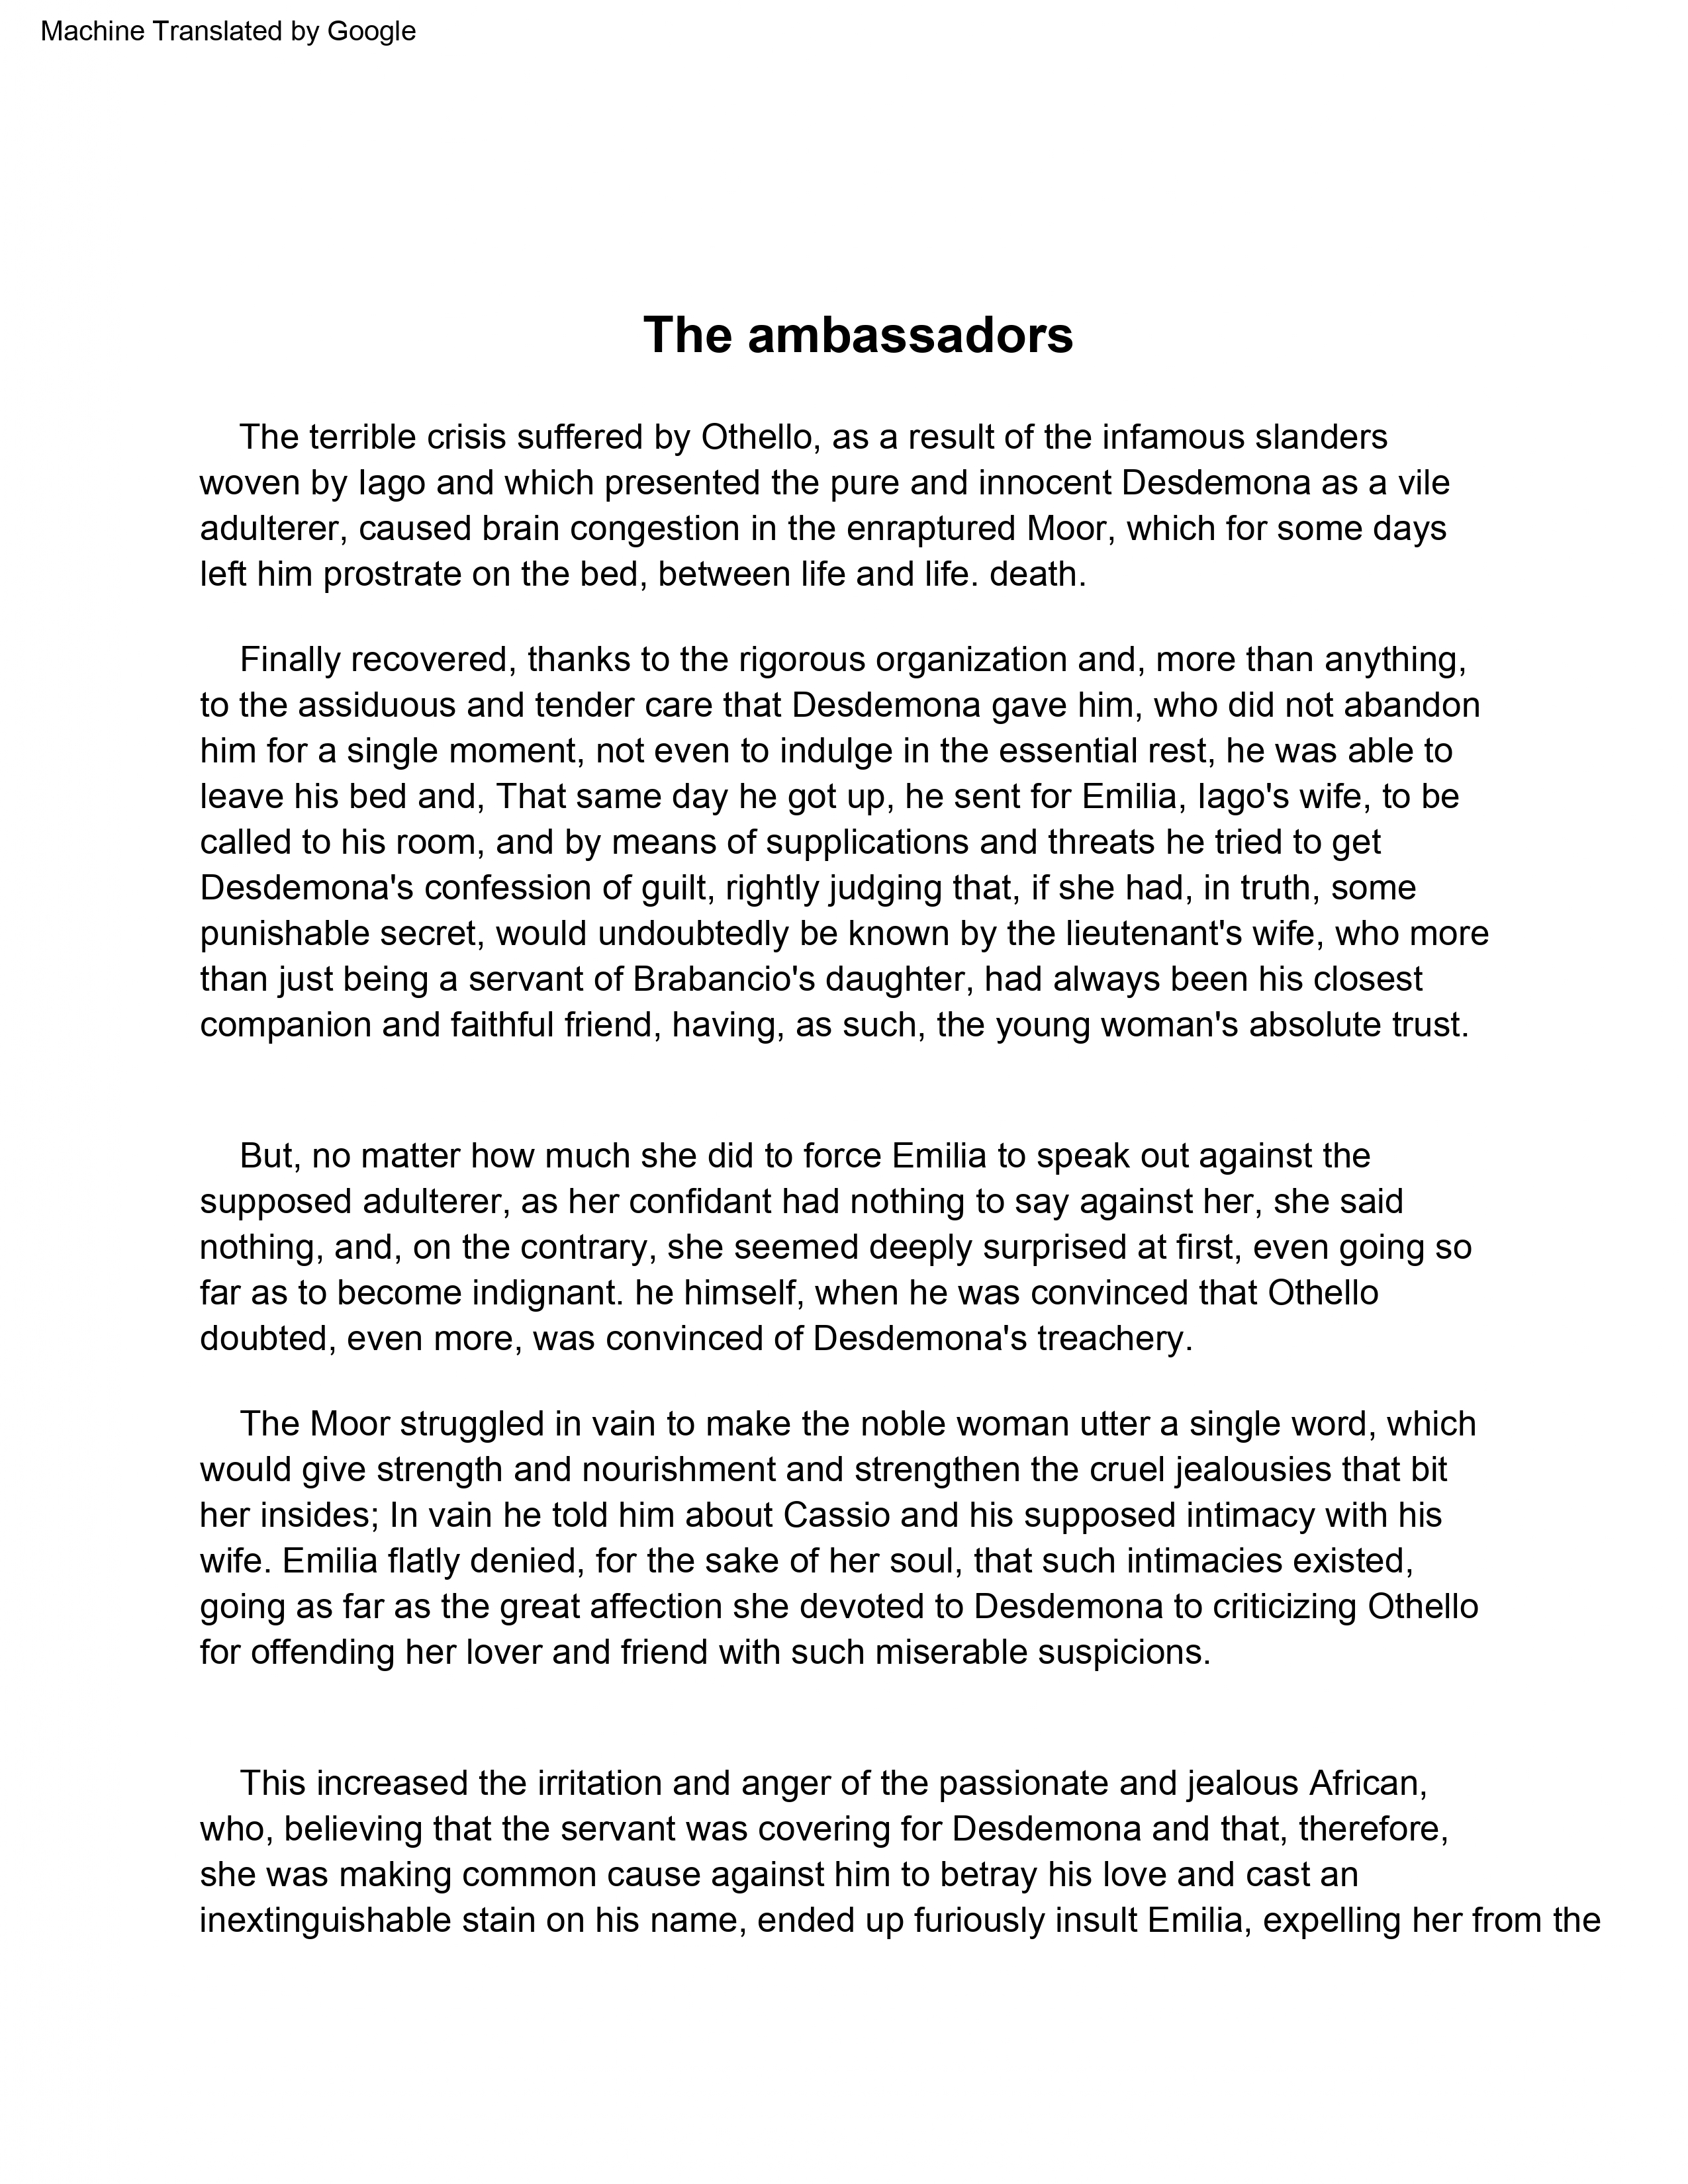 Machine Translated by Google
The ambassadors
The terrible crisis suffered by Othello, as a result of the infamous slanders
woven by Iago and which presented the pure and innocent Desdemona as a vile
adulterer, caused brain congestion in the enraptured Moor, which for some days
left him prostrate on the bed, between life and life. death.
Finally recovered, thanks to the rigorous organization and, more than anything,
to the assiduous and tender care that Desdemona gave him, who did not abandon
him for a single moment, not even to indulge in the essential rest, he was able to
leave his bed and, That same day he got up, he sent for Emilia, Iago's wife, to be
called to his room, and by means of supplications and threats he tried to get
Desdemona's confession of guilt, rightly judging that, if she had, in truth, some
punishable secret, would undoubtedly be known by the lieutenant's wife, who more
than just being a servant of Brabancio's daughter, had always been his closest
companion and faithful friend, having, as such, the young woman's absolute trust.
But, no matter how much she did to force Emilia to speak out against the
supposed adulterer, as her confidant had nothing to say against her, she said
nothing, and, on the contrary, she seemed deeply surprised at first, even going so
far as to become indignant. he himself, when he was convinced that Othello
doubted, even more, was convinced of Desdemona's treachery.
The Moor struggled in vain to make the noble woman utter a single word, which
would give strength and nourishment and strengthen the cruel jealousies that bit
her insides; In vain he told him about Cassio and his supposed intimacy with his
wife. Emilia flatly denied, for the sake of her soul, that such intimacies existed,
going as far as the great affection she devoted to Desdemona to criticizing Othello
for offending her lover and friend with such miserable suspicions.
This increased the irritation and anger of the passionate and jealous African,
who, believing that the servant was covering for Desdemona and that, therefore,
she was making common cause against him to betray his love and cast an
inextinguishable stain on his name, ended up furiously insult Emilia, expelling her from the